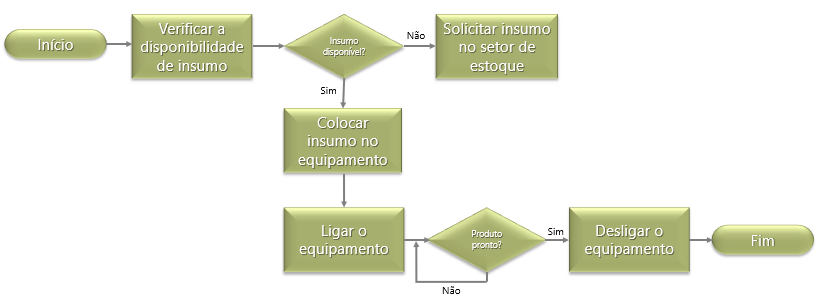 Início
Verificar a
disponibilidade
de insumo
Insumo
disponível?
Não
Solicitar insumo
no setor de
estoque
Sim
Colocar
insumo no
equipamento
Ligar o
equipamento
Produto
pronto?
Não
Sim
Desligar o
equipamento
Fim